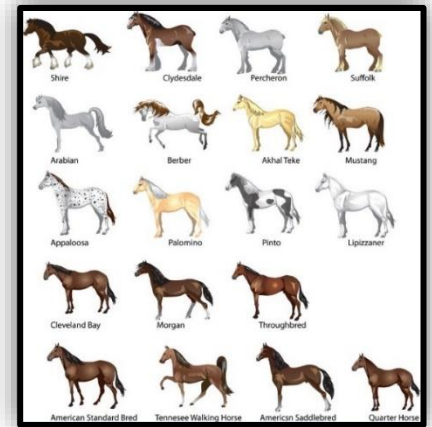 Shire Clydesdale Percheron Suffolk
Arabian Berber Akhal Teke Mustang
Appaloosa Palomino Pinto Lipizzaner
Cleveland Bay Morgan Throughbred
American Standard Bred Tennesee Walking Horse Americsn Saddlebred Quarter Horse